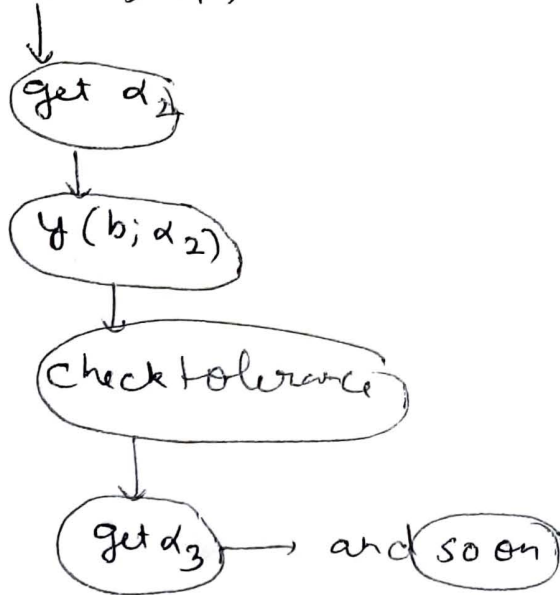 get α₂
y(b; α₂)
check tolerance
get α₃ → and so on